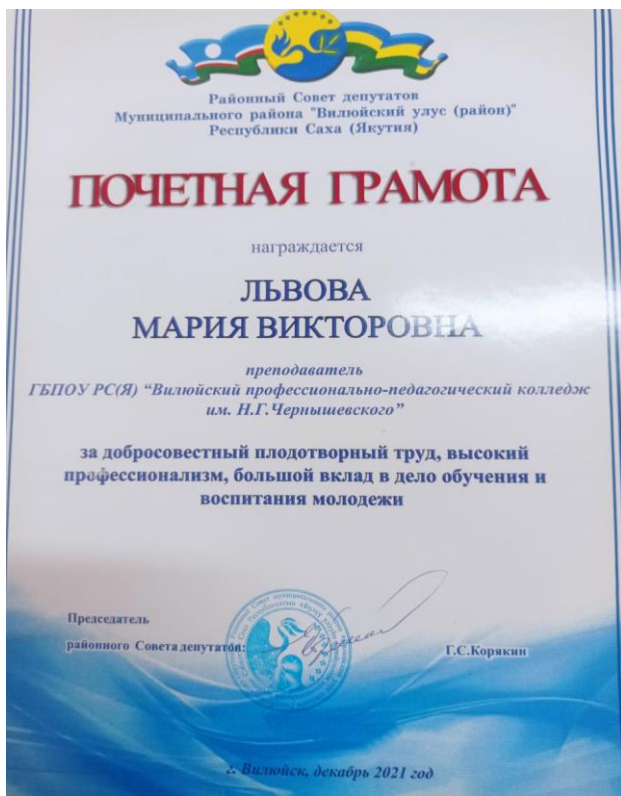 Районный Совет депутатов
Муниципального района "Вилюйский улус (район)"
Республики Саха (Якутия)
ПОЧЕТНАЯ ГРАМОТА
награждается
ЛЬВОВА
МАРИЯ ВИКТОРОВНА
преподаватель
ГБПОУ РС(Я) “Вилюйский профессионально-педагогический колледж
им. Н.Г.Чернышевского”
за добросовестный плодотворный труд, высокий
профессионализм, большой вклад в дело обучения и
воспитания молодежи
Председатель
районного Совета депутатов:
Г.С.Корякин
г. Вилюйск, декабрь 2021 год